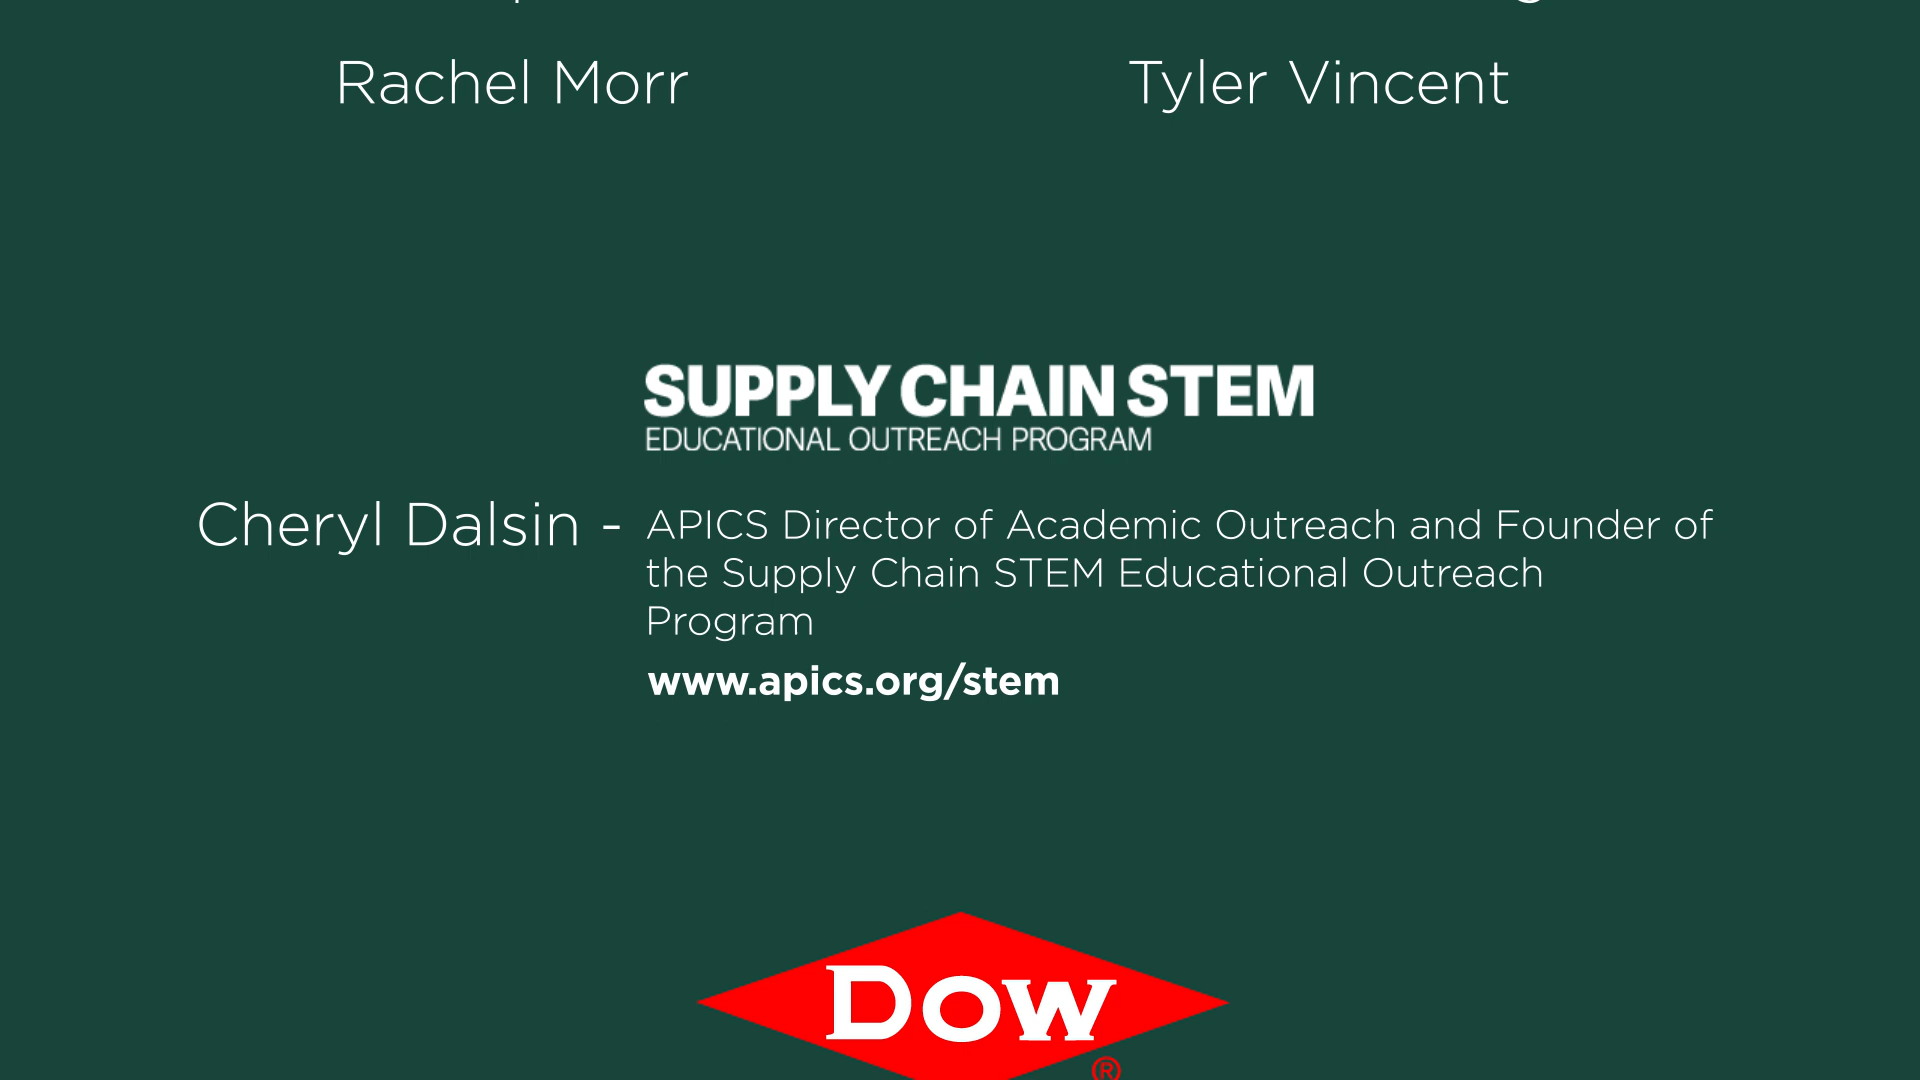 Rachel Morr Tyler Vincent
SUPPLY CHAIN STEM
EDUCATIONAL OUTREACH PROGRAM
Cheryl Dalsin - APICS Director of Academic Outreach and Founder of
the Supply Chain STEM Educational Outreach
Program
www.apics.org/stem
DOW
®